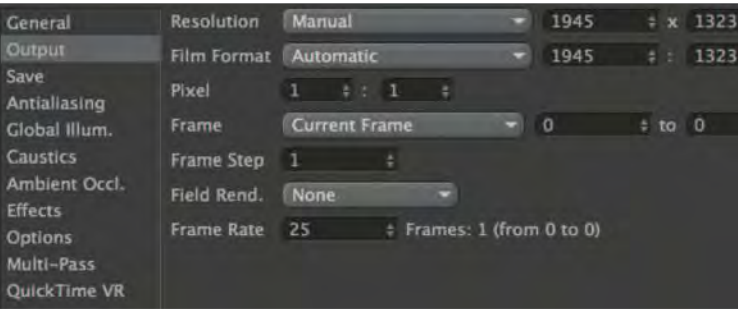 General
Output
Save
Antialiasing
Global Illum.
Caustics
Ambient Occl.
Effects
Options
Multi-Pass
QuickTime VR
Resolution Manual 1945 x 1323
Film Format Automatic 1945 : 1323
Pixel 1 : 1
Frame Current Frame 0 to 0
Frame Step 1
Field Rend. None
Frame Rate 25 Frames: 1 (from 0 to 0)